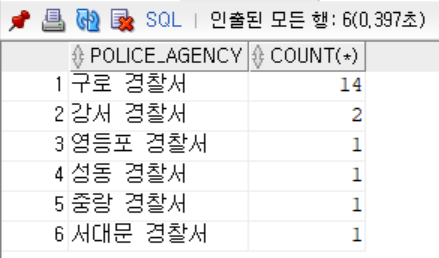 SQL | 인출된 모든 행: 6(0,397초)
POLICE_AGENCY COUNT(*)
1 구로 경찰서 14
2 강서 경찰서 2
3 영등포 경찰서 1
4 성동 경찰서 1
5 중랑 경찰서 1
6 서대문 경찰서 1